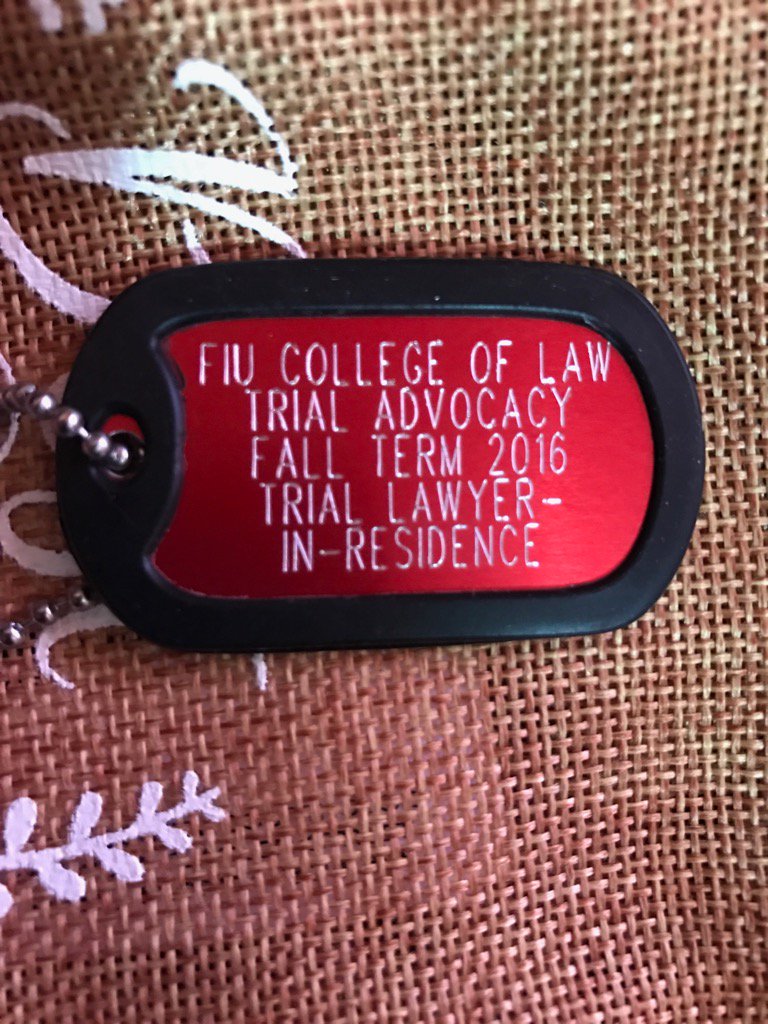 FIU COLLEGE OF LAW
TRIAL ADVOCACY
FALL TERM 2016
TRIAL LAWYER-
IN-RESIDENCE